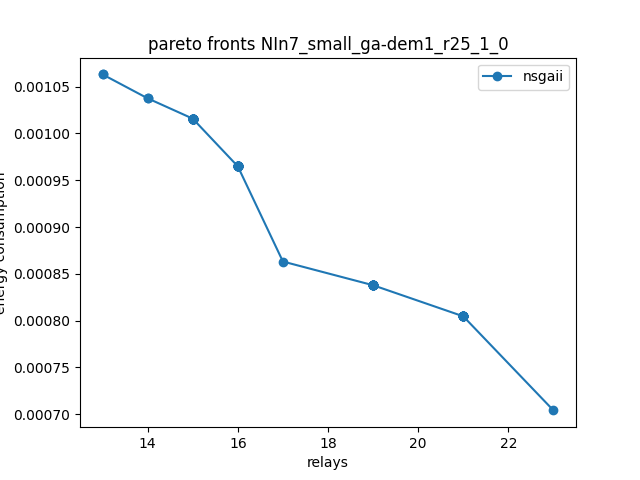 pareto fronts NIn7_small_ga-dem1_r25_1_0
nsgaii
0.00105
0.00100
0.00095
0.00090
0.00085
0.00080
0.00075
0.00070
energy consumption
14 16 18 20 22
relays